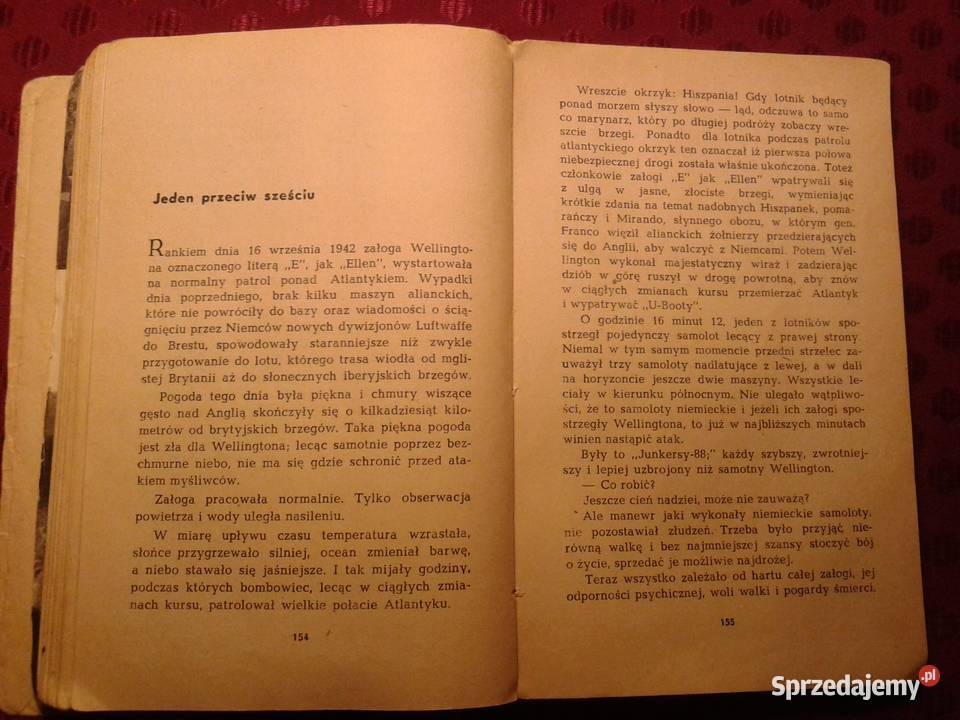 Jeden przeciw sześciu
Rankiem dnia 16 września 1942 załoga Wellingto-
na oznaczonego literą „E", jak „Ellen", wystartowała
na normalny patrol ponad Atlantykiem. Wypadki
dnia poprzedniego, brak kilku maszyn alianckich,
które nie powróciły do bazy oraz wiadomości o ścią-
gnięciu przez Niemców nowych dywizjonów Luftwaffe
do Brestu, spowodowały staranniejsze niż zwykle
przygotowanie do lotu, którego trasa wiodła od mgli-
stej Brytanii aż do słonecznych iberyjskich brzegów.
Pogoda tego dnia była piękna i chmury wiszące
gęsto nad Anglią skończyły się o kilkadziesiąt kilo-
metrów od brytyjskich brzegów. Taka piękna pogoda
jest zła dla Wellingtona; lecąc samotnie poprzez bez-
chmurne niebo, nie ma się gdzie schronić przed ata-
kiem myśliwców.
Załoga pracowała normalnie. Tylko obserwacja
powietrza i wody uległa nasileniu.
W miarę upływu czasu temperatura wzrastała,
słońce przygrzewało silniej, ocean zmieniał barwę,
a niebo stawało się jaśniejsze. I tak mijały godziny,
podczas których bombowiec, lecąc w ciągłych zmia-
nach kursu, patrolował wielkie połacie Atlantyku.
154
Wreszcie okrzyk: Hiszpania! Gdy lotnik będący
ponad morzem słyszy słowo — ląd, odczuwa to samo
co marynarz, który po długiej podróży zobaczy wre-
szcie brzegi. Ponadto dla lotnika podczas patrolu
atlantyckiego okrzyk ten oznaczał iż pierwsza połowa
niebezpiecznej drogi została właśnie ukończona. Toteż
członkowie załogi „E" jak „Ellen" wpatrywali się
z ulgą w jasne, złociste brzegi, wymieniając
krótkie zdania na temat nadobnych Hiszpanek, poma-
rańczy i Mirando, słynnego obozu, w którym gen.
Franco więził alianckich żołnierzy przedzierających
się do Anglii, aby walczyć z Niemcami. Potem Wel-
lington wykonał majestatyczny wiraż i zadzierając
dziób w górę ruszył w drogę powrotną, aby znów
w ciągłych zmianach kursu przemierzać Atlantyk
i wypatrywać „U-Booty".
O godzinie 16 minut 12, jeden z lotników spo-
strzegł pojedynczy samolot lecący z prawej strony.
Niemal w tym samym momencie przedni strzelec za-
uważył trzy samoloty nadlatujące z lewej, a w dali
na horyzoncie jeszcze dwie maszyny. Wszystkie le-
ciały w kierunku północnym. Nie ulegało wątpliwo-
ści, że to samoloty niemieckie i jeżeli ich załogi spo-
strzegły Wellingtona, to już w najbliższych minutach
winien nastąpić atak.
Były to „Junkersy-88;" każdy szybszy, zwrotniej-
szy i lepiej uzbrojony niż samotny Wellington.
— Co robić?
Jeszcze cień nadziei, może nie zauważą?
Ale manewr jaki wykonały niemieckie samoloty,
nie pozostawiał złudzeń. Trzeba było przyjąć nie-
równą walkę i bez najmniejszej szansy stoczyć bój
o życie, sprzedać je możliwie najdrożej.
Teraz wszystko zależało od hartu całej załogi, jej
odporności psychicznej, woli walki i pogardy śmierci.
155
Sprzedajemy.pl